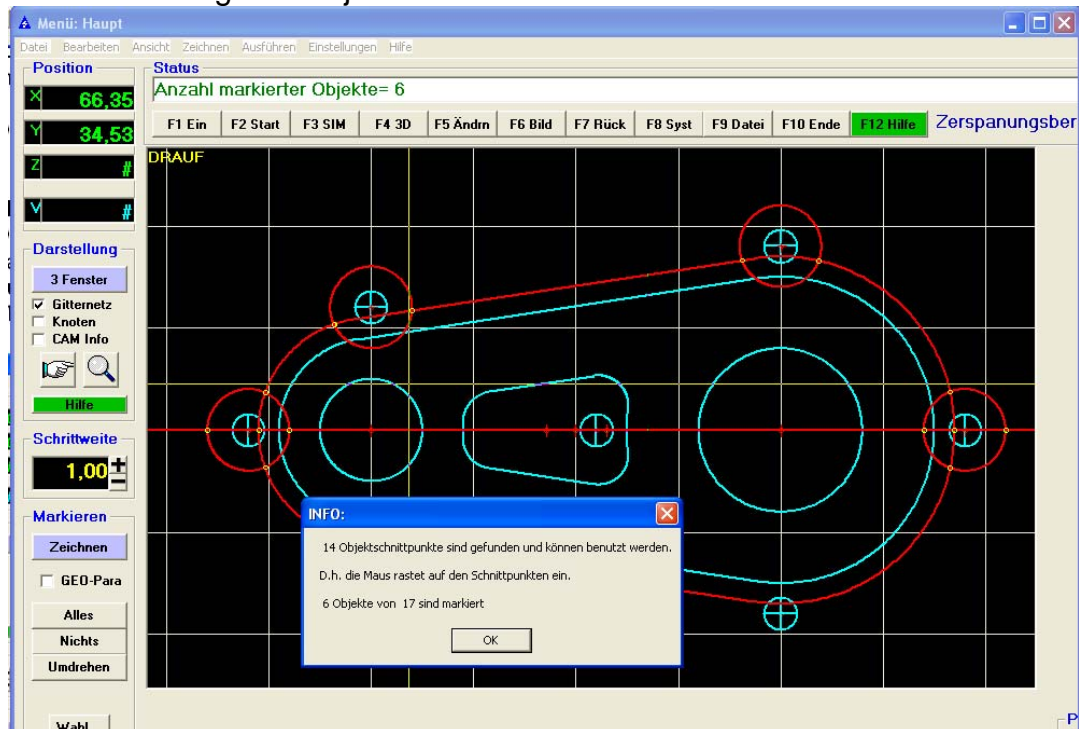 Menü: Haupt
Datei Bearbeiten Ansicht Zeichnen Ausführen Einstellungen Hilfe
Position
X 66,35
Y 34,53
Z #
V #
Status
Anzahl markierter Objekte= 6
F1 Ein F2 Start F3 SIM F4 3D F5 Ändrn F6 Bild F7 Rück F8 Syst F9 Datei F10 Ende F12 Hilfe Zerspanungsber
DRAUF
Darstellung
3 Fenster
Gitternetz
Knoten
CAM Info
Hilfe
Schrittweite
1,00
Markieren
Zeichnen
GEO-Para
Alles
Nichts
Umdrehen
Wahl
INFO:
14 Objektschnittpunkte sind gefunden und können benutzt werden.
D.h. die Maus rastet auf den Schnittpunkten ein.
6 Objekte von 17 sind markiert
OK
P